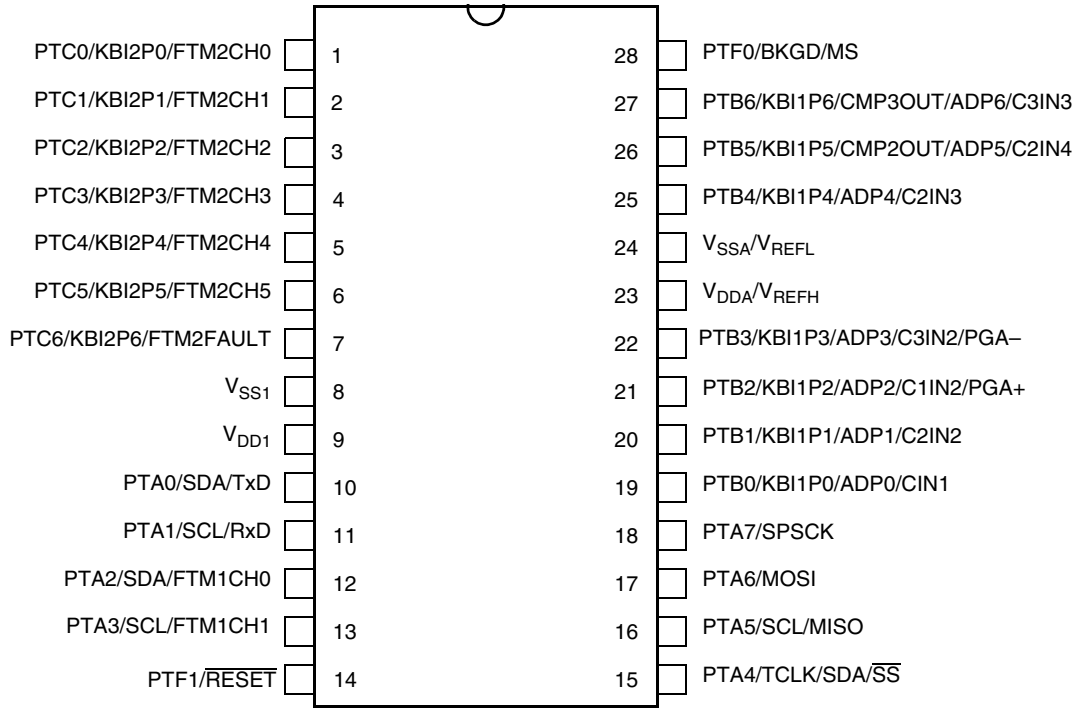 PTC0/KBI2P0/FTM2CH0 1 28 PTF0/BKGD/MS
PTC1/KBI2P1/FTM2CH1 2 27 PTB6/KBI1P6/CMP3OUT/ADP6/C3IN3
PTC2/KBI2P2/FTM2CH2 3 26 PTB5/KBI1P5/CMP2OUT/ADP5/C2IN4
PTC3/KBI2P3/FTM2CH3 4 25 PTB4/KBI1P4/ADP4/C2IN3
PTC4/KBI2P4/FTM2CH4 5 24 VSSA/VREFL
PTC5/KBI2P5/FTM2CH5 6 23 VDDA/VREFH
PTC6/KBI2P6/FTM2FAULT 7 22 PTB3/KBI1P3/ADP3/C3IN2/PGA–
VSS1 8 21 PTB2/KBI1P2/ADP2/C1IN2/PGA+
VDD1 9 20 PTB1/KBI1P1/ADP1/C2IN2
PTA0/SDA/TxD 10 19 PTB0/KBI1P0/ADP0/CIN1
PTA1/SCL/RxD 11 18 PTA7/SPSCK
PTA2/SDA/FTM1CH0 12 17 PTA6/MOSI
PTA3/SCL/FTM1CH1 13 16 PTA5/SCL/MISO
PTF1/RESET 14 15 PTA4/TCLK/SDA/SS